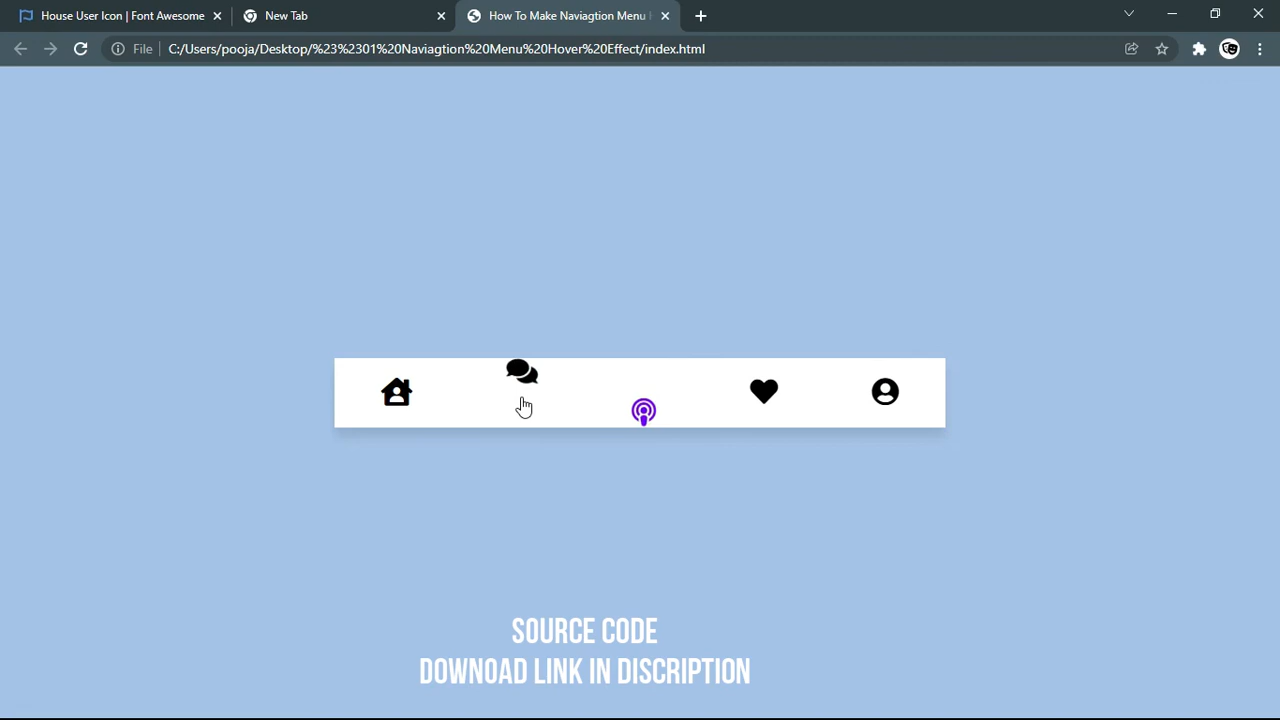 House User Icon | Font Awesome
New Tab
How To Make Naviagtion Menu
File
C:/Users/pooja/Desktop/%23%2301%20Naviagtion%20Menu%20Hover%20Effect/index.html
SOURCE CODE
DOWNOAD LINK IN DISCRIPTION